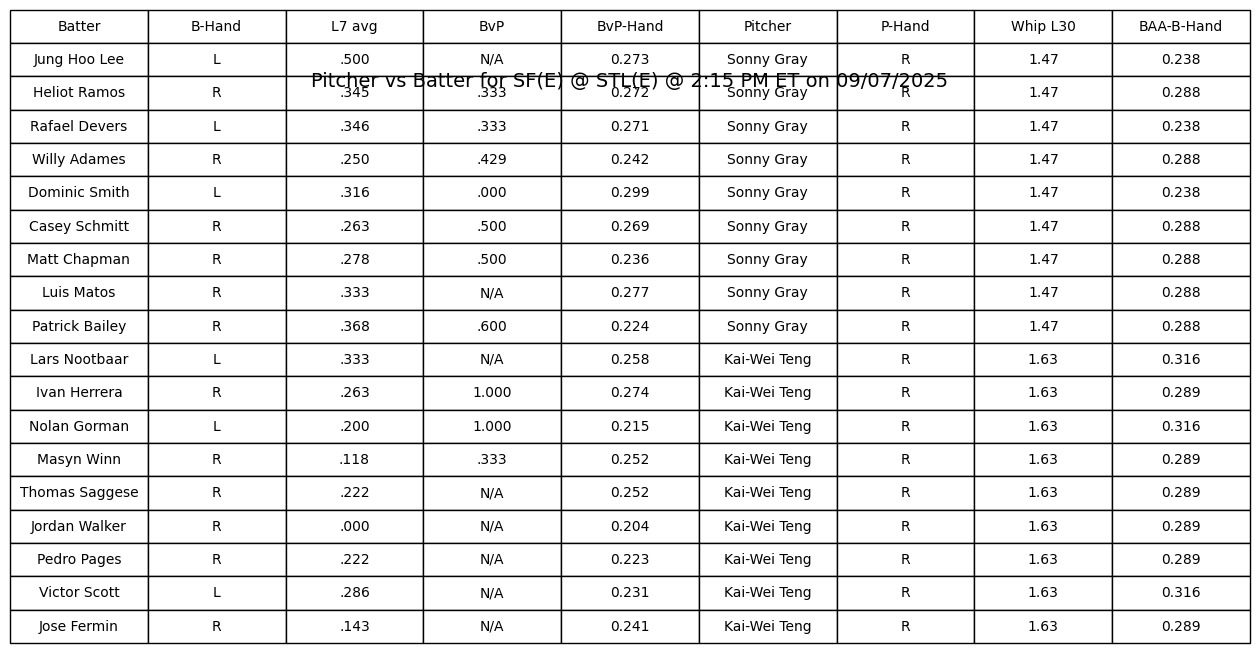 Batter B-Hand L7 avg BvP BvP-Hand Pitcher P-Hand Whip L30 BAA-B-Hand
Jung Hoo Lee L .500 N/A 0.273 Sonny Gray R 1.47 0.238
Pitcher vs Batter for SF(E) @ STL(E) @ 2:15 PM ET on 09/07/2025
Heliot Ramos R .345 .333 0.272 Sonny Gray R 1.47 0.288
Rafael Devers L .346 .333 0.271 Sonny Gray R 1.47 0.238
Willy Adames R .250 .429 0.242 Sonny Gray R 1.47 0.288
Dominic Smith L .316 .000 0.299 Sonny Gray R 1.47 0.238
Casey Schmitt R .263 .500 0.269 Sonny Gray R 1.47 0.288
Matt Chapman R .278 .500 0.236 Sonny Gray R 1.47 0.288
Luis Matos R .333 N/A 0.277 Sonny Gray R 1.47 0.288
Patrick Bailey R .368 .600 0.224 Sonny Gray R 1.47 0.288
Lars Nootbaar L .333 N/A 0.258 Kai-Wei Teng R 1.63 0.316
Ivan Herrera R .263 1.000 0.274 Kai-Wei Teng R 1.63 0.289
Nolan Gorman L .200 1.000 0.215 Kai-Wei Teng R 1.63 0.316
Masyn Winn R .118 .333 0.252 Kai-Wei Teng R 1.63 0.289
Thomas Saggese R .222 N/A 0.252 Kai-Wei Teng R 1.63 0.289
Jordan Walker R .000 N/A 0.204 Kai-Wei Teng R 1.63 0.289
Pedro Pages R .222 N/A 0.223 Kai-Wei Teng R 1.63 0.289
Victor Scott L .286 N/A 0.231 Kai-Wei Teng R 1.63 0.316
Jose Fermin R .143 N/A 0.241 Kai-Wei Teng R 1.63 0.289